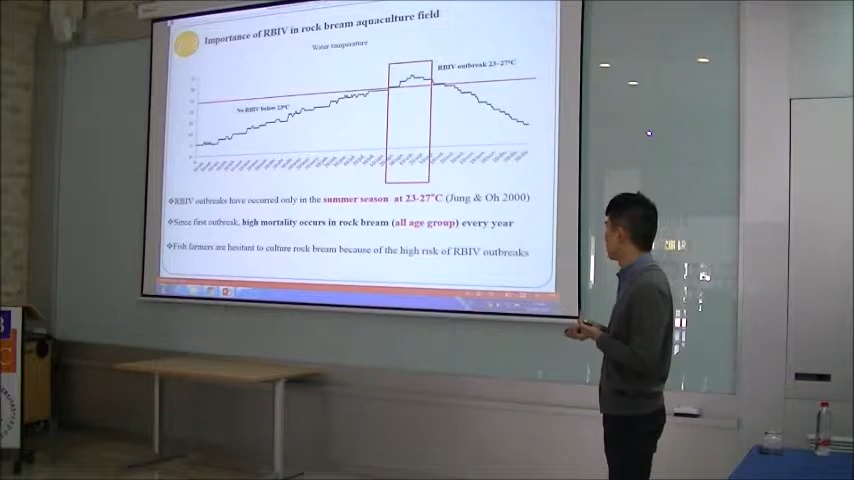 Importance of RBIV in rock bream aquaculture field
Water temperature
RBIV outbreak 23~27°C
No RBIV below 23°C
❖RBIV outbreaks have occurred only in the summer season at 23-27°C (Jung & Oh 2000)
❖Since first outbreak, high mortality occurs in rock bream (all age group) every year
❖Fish farmers are hesitant to culture rock bream because of the high risk of RBIV outbreaks